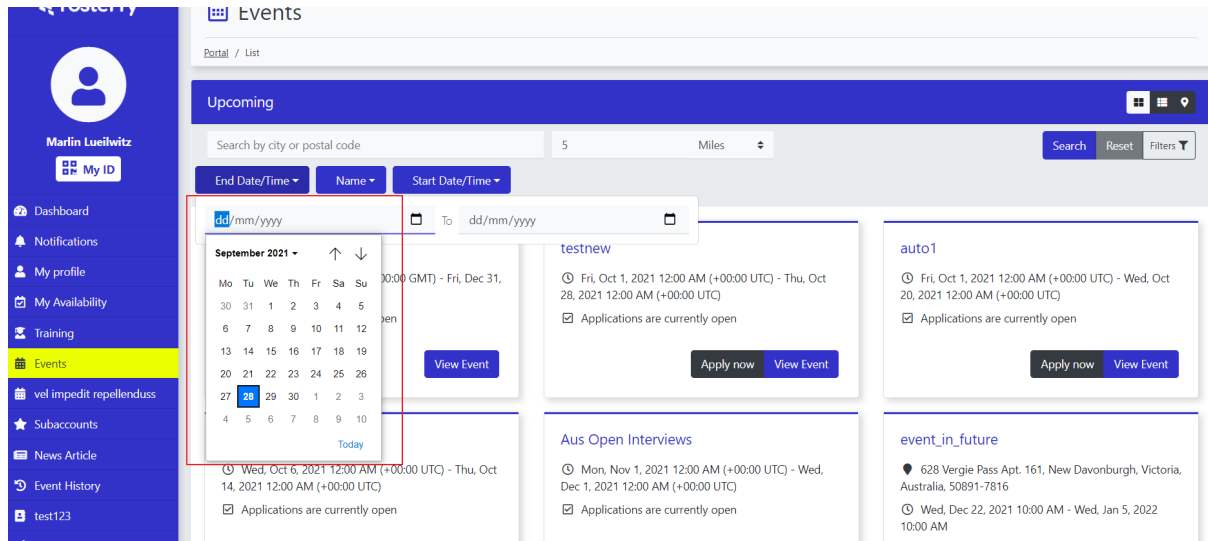 Events
Portal / List
Marlin Lueilwitz
My ID
Dashboard
Notifications
My profile
My Availability
Training
Events
vel impedit repellenduss
Subaccounts
News Article
Event History
test123
Upcoming
Search by city or postal code
5
Miles
Search
Reset
Filters
End Date/Time
Name
Start Date/Time
dd/mm/yyyy
To
dd/mm/yyyy
September 2021
Mo Tu We Th Fr Sa Su
30 31 1 2 3 4 5
6 7 8 9 10 11 12
13 14 15 16 17 18 19
20 21 22 23 24 25 26
27 28 29 30 1 2 3
4 5 6 7 8 9 10
Today
00:00 GMT) - Fri, Dec 31,
View Event
testnew
Fri, Oct 1, 2021 12:00 AM (+00:00 UTC) - Thu, Oct
28, 2021 12:00 AM (+00:00 UTC)
Applications are currently open
Apply now
View Event
auto1
Fri, Oct 1, 2021 12:00 AM (+00:00 UTC) - Wed, Oct
20, 2021 12:00 AM (+00:00 UTC)
Applications are currently open
Apply now
View Event
Wed, Oct 6, 2021 12:00 AM (+00:00 UTC) - Thu, Oct
14, 2021 12:00 AM (+00:00 UTC)
Applications are currently open
Aus Open Interviews
Mon, Nov 1, 2021 12:00 AM (+00:00 UTC) - Wed,
Dec 1, 2021 12:00 AM (+00:00 UTC)
Applications are currently open
event_in_future
628 Vergie Pass Apt. 161, New Davonburgh, Victoria,
Australia, 50891-7816
Wed, Dec 22, 2021 10:00 AM - Wed, Jan 5, 2022
10:00 AM